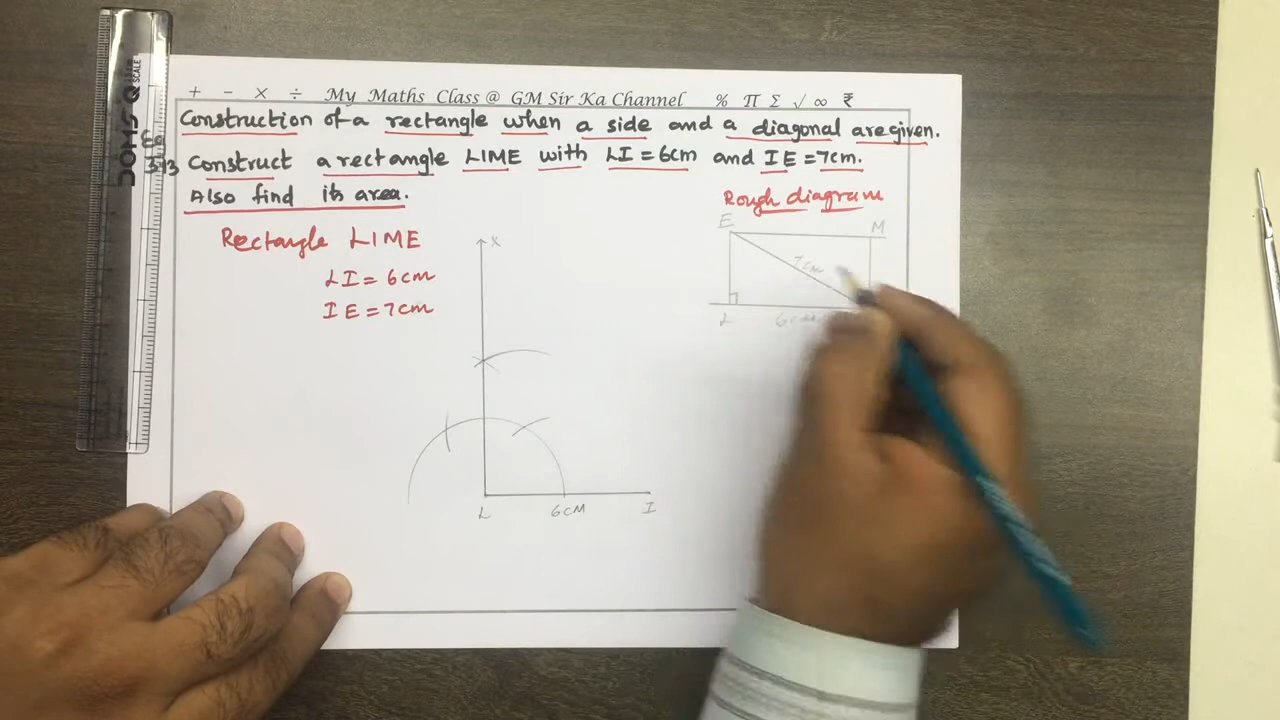 + − × ÷ My Maths Class @ GM Sir Ka Channel % Π Σ √ ∞ ₹
Construction of a rectangle when a side and a diagonal are given.
Construct a rectangle LIME with LI = 6cm and IE = 7cm.
Also find its area.
Rough diagram
E M
7cm
L
Rectangle LIME
LI = 6cm
IE = 7cm
X
L 6CM I
DOMS
SCALE